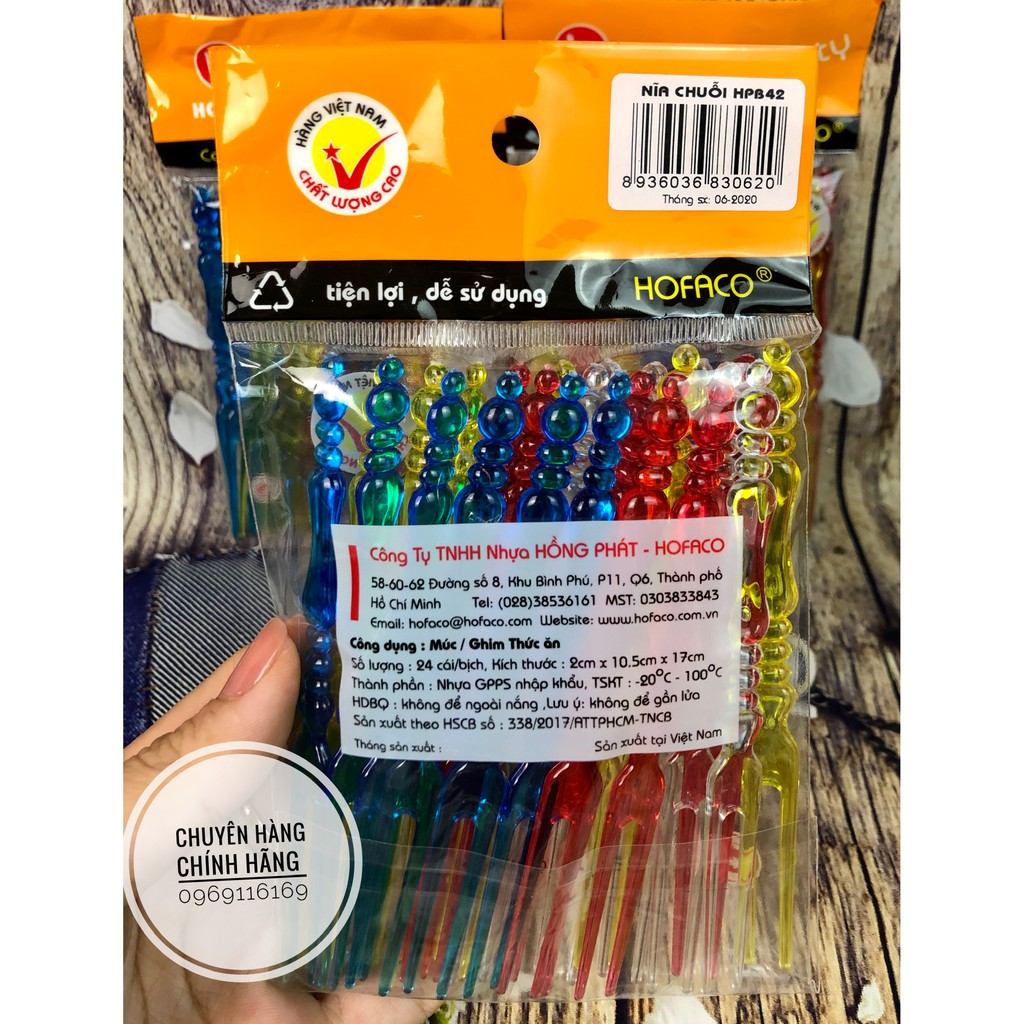 HÀNG VIỆT NAM
CHẤT LƯỢNG CAO
NĨA CHUỖI HPB42
8936036830620
Tháng sx: 06-2020
tiện lợi , dễ sử dụng
HOFACO®
Công Ty TNHH Nhựa HỒNG PHÁT - HOFACO
58-60-62 Đường số 8, Khu Bình Phú, P11, Q6, Thành phố
Hồ Chí Minh Tel: (028)38536161 MST: 0303833843
Email: hofaco@hofaco.com Website: www.hofaco.com.vn
Công dụng : Múc / Ghim Thức ăn
Số lượng : 24 cái/bịch, Kích thước : 2cm x 10.5cm x 17cm
Thành phần : Nhựa GPPS nhập khẩu, TSKT : -20°C - 100°C
HDBQ : không để ngoài nắng ,Lưu ý: không để gần lửa
Sản xuất theo HSCB số : 338/2017/ATTPHCM-TNCB
Tháng sản xuất : Sản xuất tại Việt Nam
CHUYÊN HÀNG
CHÍNH HÃNG
0969116169